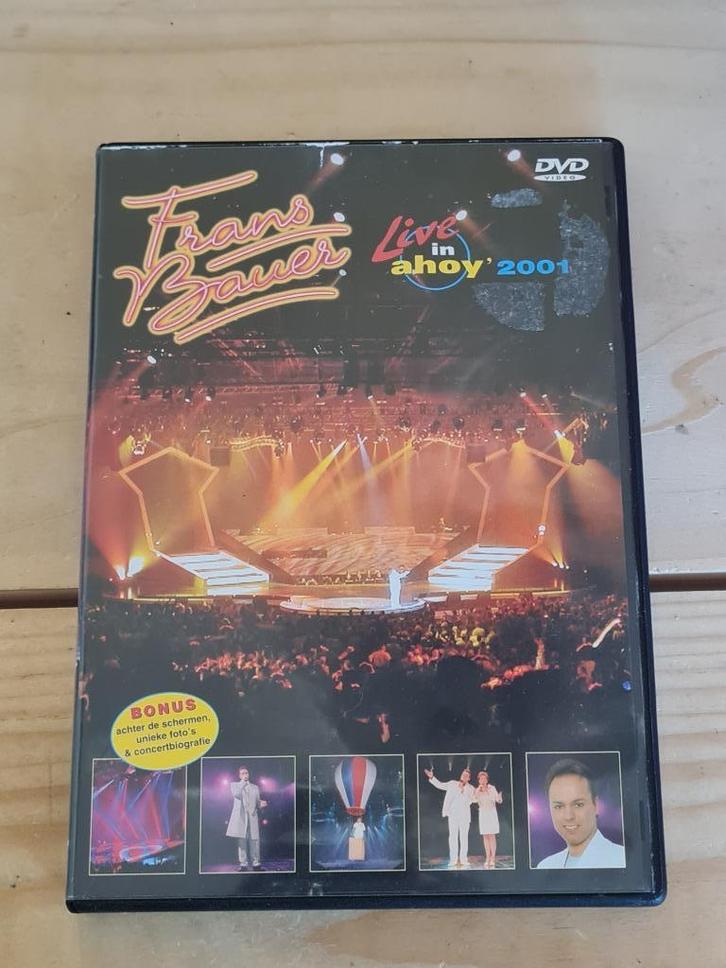 DVD
VIDEO
Frans
Bauer
Live
in
ahoy' 2001
BONUS
achter de schermen,
unieke foto's
& concertbiografie